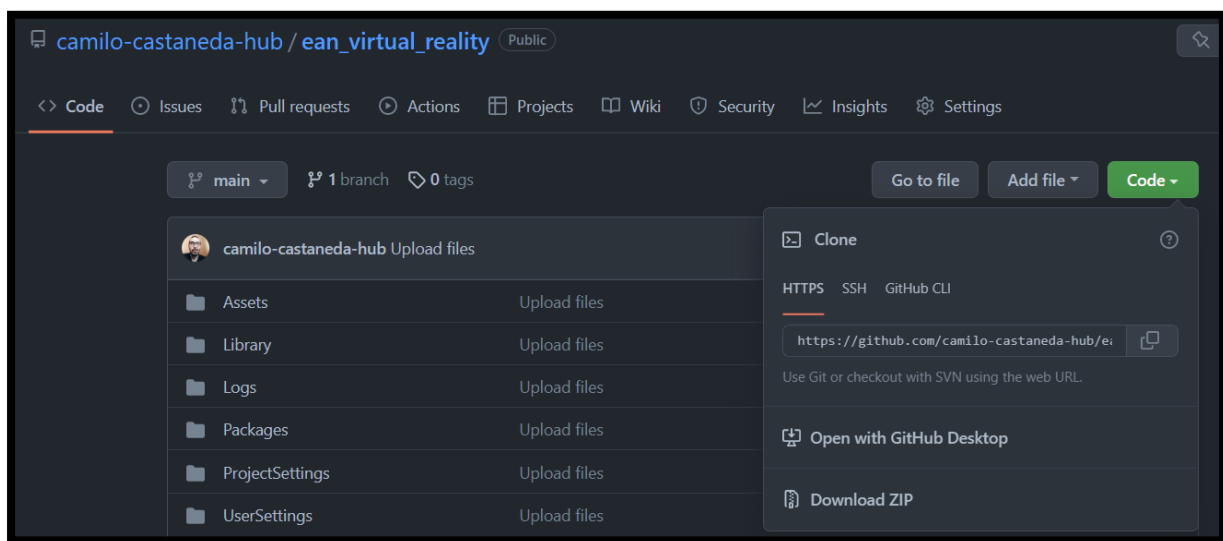 camilo-castaneda-hub / ean_virtual_reality Public
Code Issues Pull requests Actions Projects Wiki Security Insights Settings
main 1 branch 0 tags Go to file Add file Code
camilo-castaneda-hub Upload files
Assets Upload files
Library Upload files
Logs Upload files
Packages Upload files
ProjectSettings Upload files
UserSettings Upload files
Clone
HTTPS SSH GitHub CLI
https://github.com/camilo-castaneda-hub/ea
Use Git or checkout with SVN using the web URL.
Open with GitHub Desktop
Download ZIP